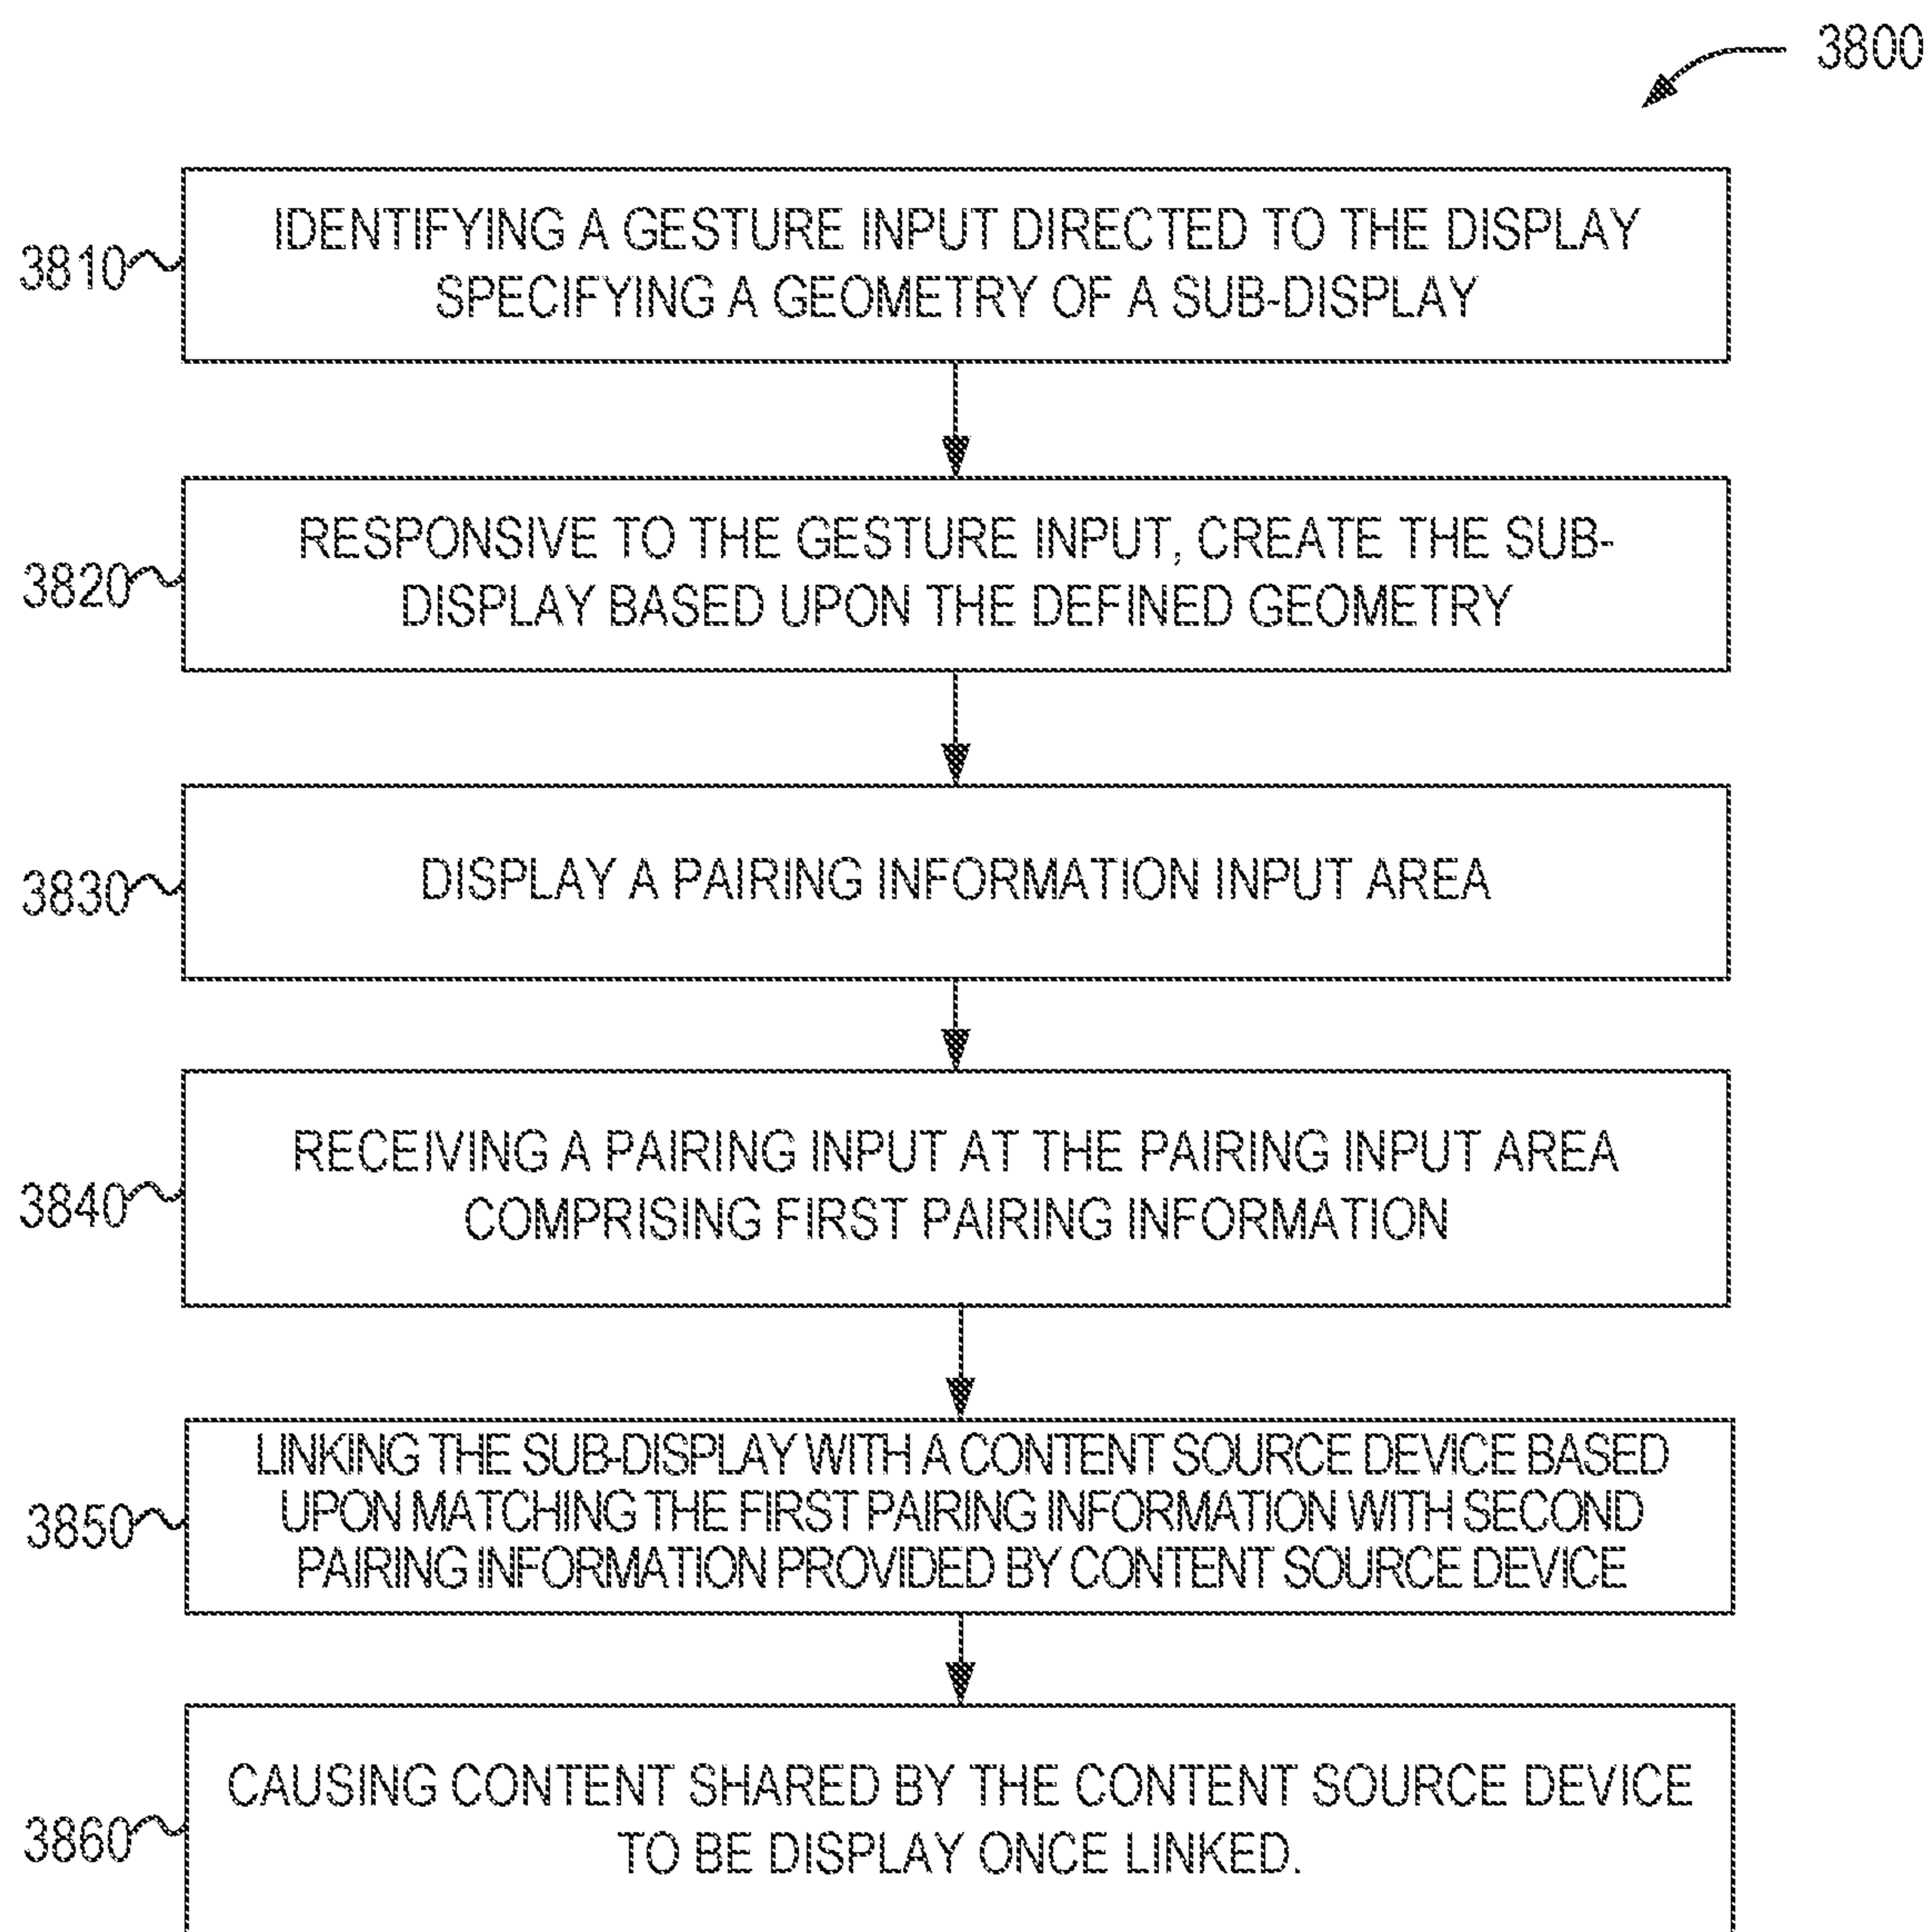 3800
IDENTIFYING A GESTURE INPUT DIRECTED TO THE DISPLAY
SPECIFYING A GEOMETRY OF A SUB-DISPLAY
3810
RESPONSIVE TO THE GESTURE INPUT, CREATE THE SUB-
DISPLAY BASED UPON THE DEFINED GEOMETRY
3820
DISPLAY A PAIRING INFORMATION INPUT AREA
3830
RECEIVING A PAIRING INPUT AT THE PAIRING INPUT AREA
COMPRISING FIRST PAIRING INFORMATION
3840
LINKING THE SUB-DISPLAY WITH A CONTENT SOURCE DEVICE BASED
UPON MATCHING THE FIRST PAIRING INFORMATION WITH SECOND
PAIRING INFORMATION PROVIDED BY CONTENT SOURCE DEVICE
3850
CAUSING CONTENT SHARED BY THE CONTENT SOURCE DEVICE
TO BE DISPLAY ONCE LINKED.
3860